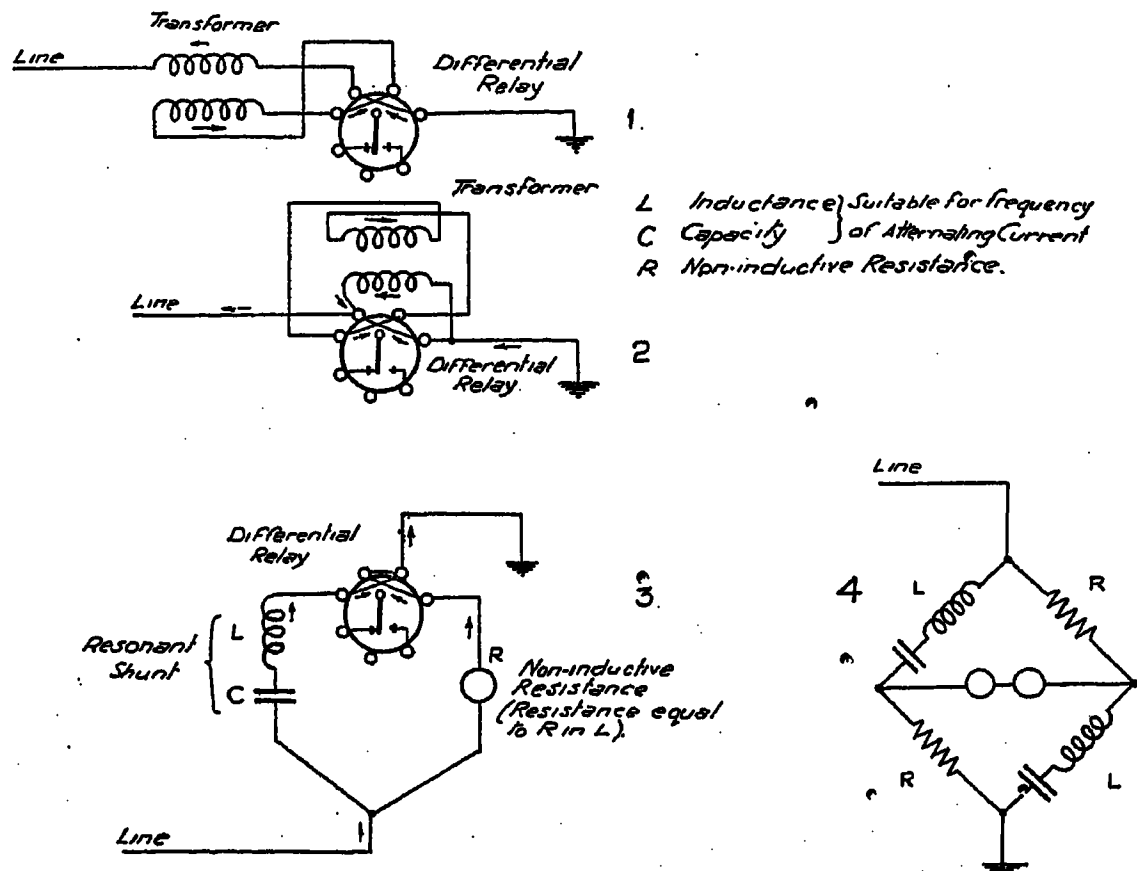 Transformer
Line
Differential
Relay
1.
Transformer
L Inductance } Suitable for frequency
C Capacity } of Alternating Current
R Non-inductive Resistance.
Line
2
Differential
Relay.
Line
Differential
Relay
3.
4
L
R
Resonant
Shunt
L
C
R
Non-inductive
Resistance
(Resistance equal
to R in L).
R
L
Line